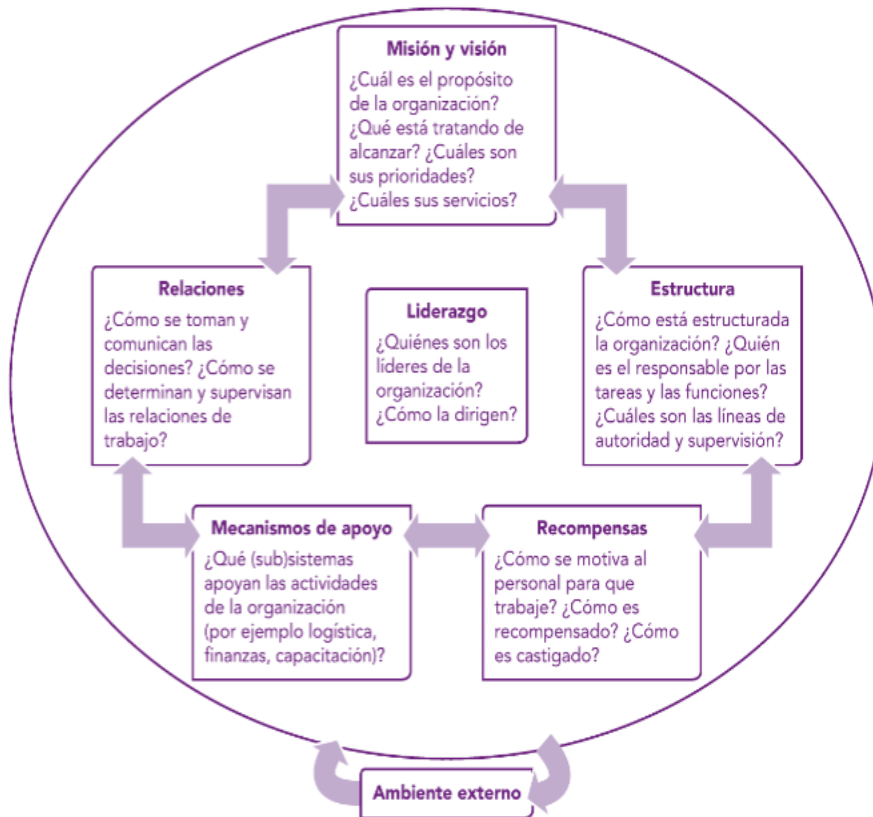 Misión y visión
¿Cuál es el propósito
de la organización?
¿Qué está tratando de
alcanzar? ¿Cuáles son
sus prioridades?
¿Cuáles sus servicios?
Relaciones
¿Cómo se toman y
comunican las
decisiones? ¿Cómo se
determinan y supervisan
las relaciones de
trabajo?
Liderazgo
¿Quiénes son los
líderes de la
organización?
¿Cómo la dirigen?
Estructura
¿Cómo está estructurada
la organización? ¿Quién
es el responsable por las
tareas y las funciones?
¿Cuáles son las líneas de
autoridad y supervisión?
Mecanismos de apoyo
¿Qué (sub)sistemas
apoyan las actividades
de la organización
(por ejemplo logística,
finanzas, capacitación)?
Recompensas
¿Cómo se motiva al
personal para que
trabaje? ¿Cómo es
recompensado? ¿Cómo
es castigado?
Ambiente externo